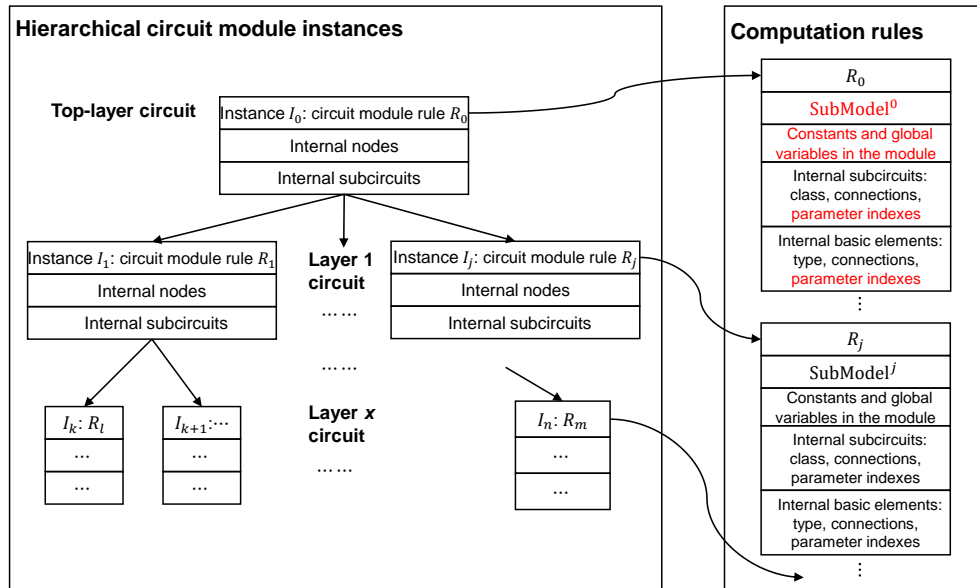 Hierarchical circuit module instances
Top-layer circuit
Instance I₀: circuit module rule R₀
Internal nodes
Internal subcircuits
Instance I₁: circuit module rule R₁
Internal nodes
Internal subcircuits
Layer 1
circuit
... ...
Instance Iⱼ: circuit module rule Rⱼ
Internal nodes
Internal subcircuits
... ...
Iₖ: Rₗ
...
...
Iₖ₊₁:...
...
...
Layer x
circuit
... ...
Iₙ: Rₘ
...
...
Computation rules
R₀
SubModel⁰
Constants and global
variables in the module
Internal subcircuits:
class, connections,
parameter indexes
Internal basic elements:
type, connections,
parameter indexes
⋮
Rⱼ
SubModelʲ
Constants and global
variables in the module
Internal subcircuits:
class, connections,
parameter indexes
Internal basic elements:
type, connections,
parameter indexes
⋮